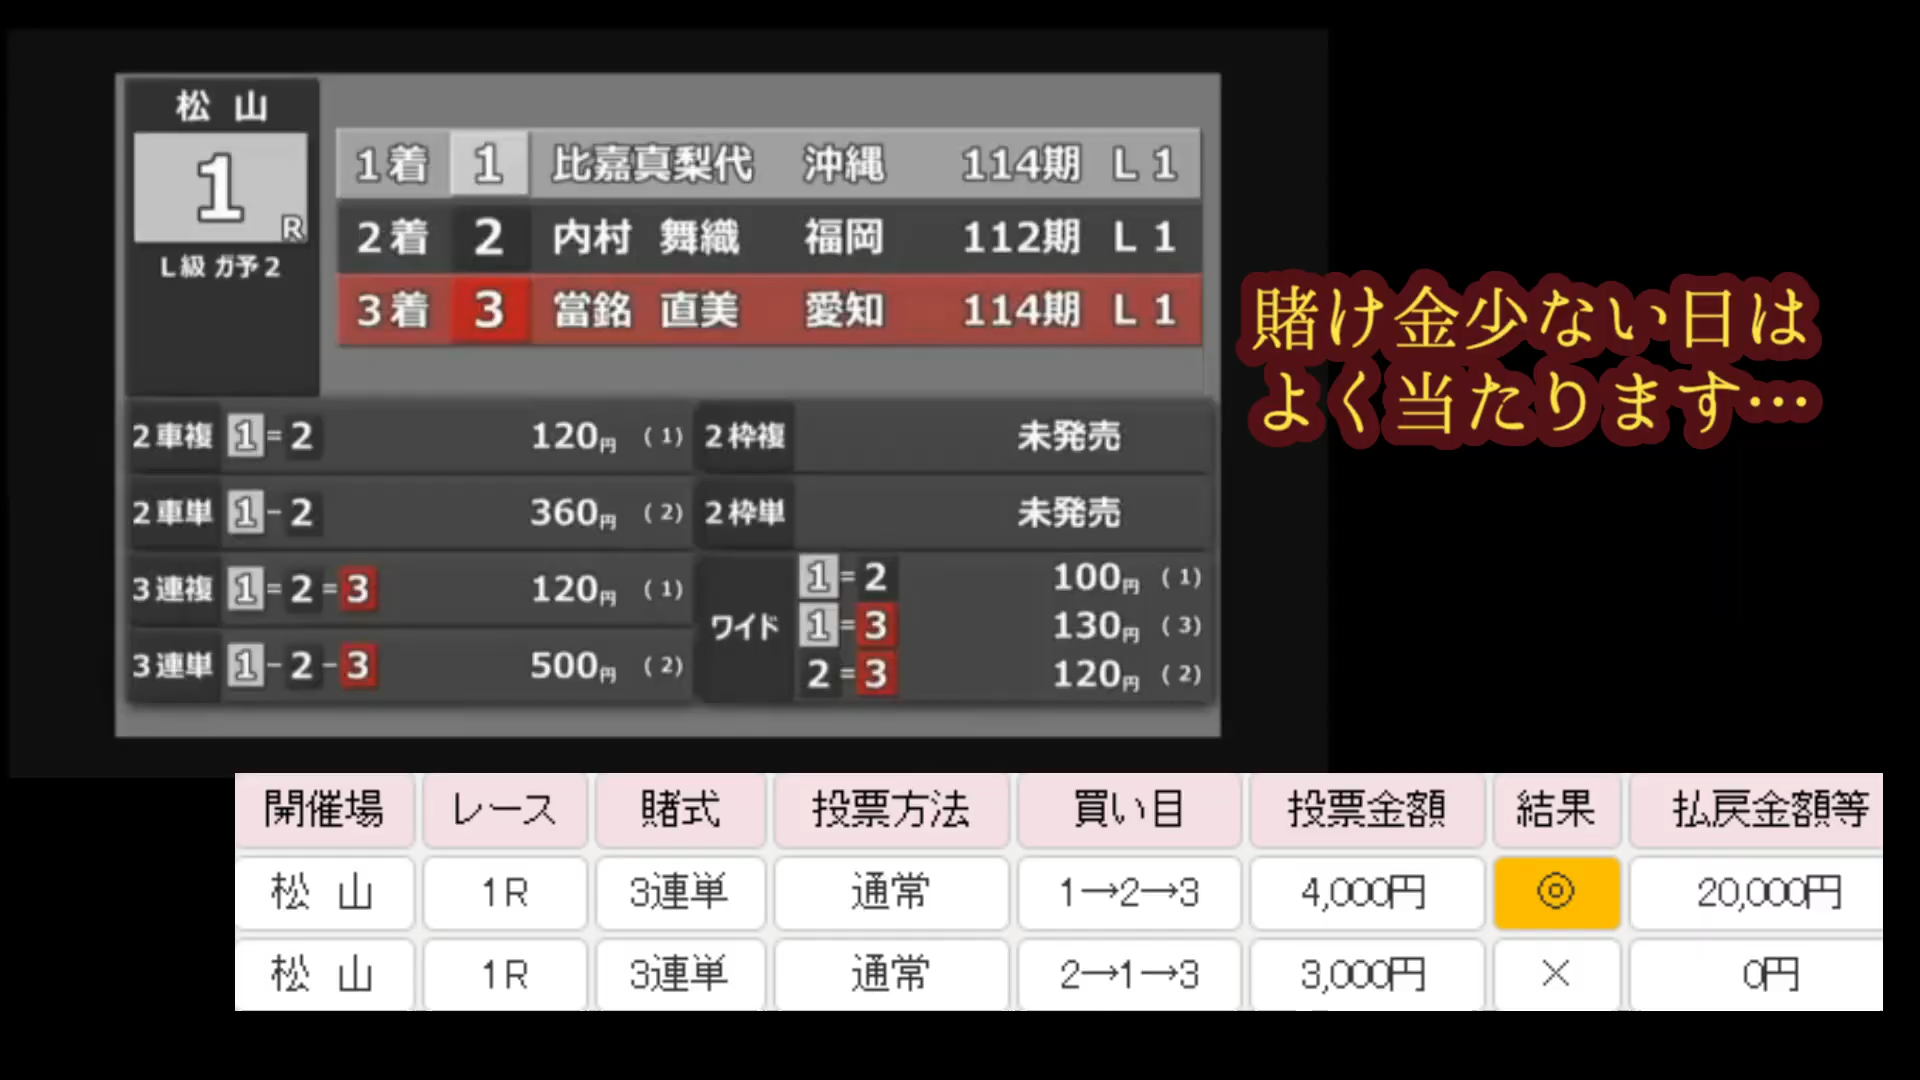 松 山
1R
L級 ガ予2
1着 1 比嘉真梨代 沖縄 114期 L1
2着 2 内村 舞織 福岡 112期 L1
3着 3 當銘 直美 愛知 114期 L1
賭け金少ない日は
よく当たります…
2車複 1=2 120円 (1)
2枠複 未発売
2車単 1-2 360円 (2)
2枠単 未発売
3連複 1=2=3 120円 (1)
3連単 1-2-3 500円 (2)
ワイド
1=2 100円 (1)
1=3 130円 (3)
2=3 120円 (2)
開催場 レース 賭式 投票方法 買い目 投票金額 結果 払戻金額等
松 山 1R 3連単 通常 1→2→3 4,000円 ◎ 20,000円
松 山 1R 3連単 通常 2→1→3 3,000円 × 0円